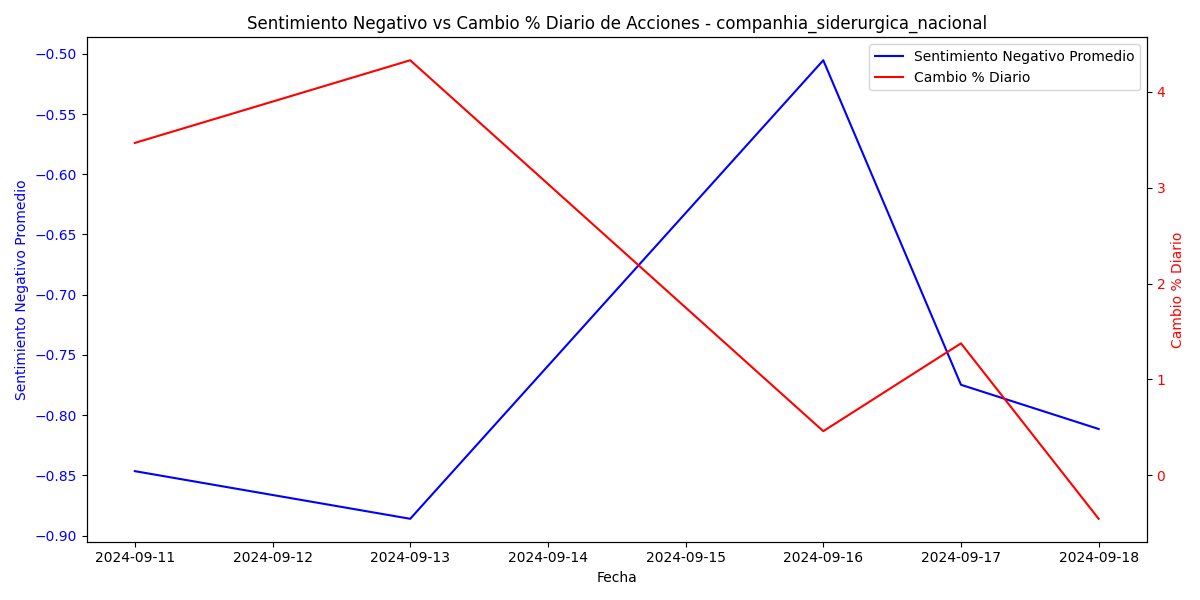 Sentimiento Negativo vs Cambio % Diario de Acciones - companhia_siderurgica_nacional
Sentimiento Negativo Promedio
Cambio % Diario
−0.50
−0.55
−0.60
−0.65
−0.70
−0.75
−0.80
−0.85
−0.90
Sentimiento Negativo Promedio
4
3
2
1
0
Cambio % Diario
2024-09-11 2024-09-12 2024-09-13 2024-09-14 2024-09-15 2024-09-16 2024-09-17 2024-09-18
Fecha